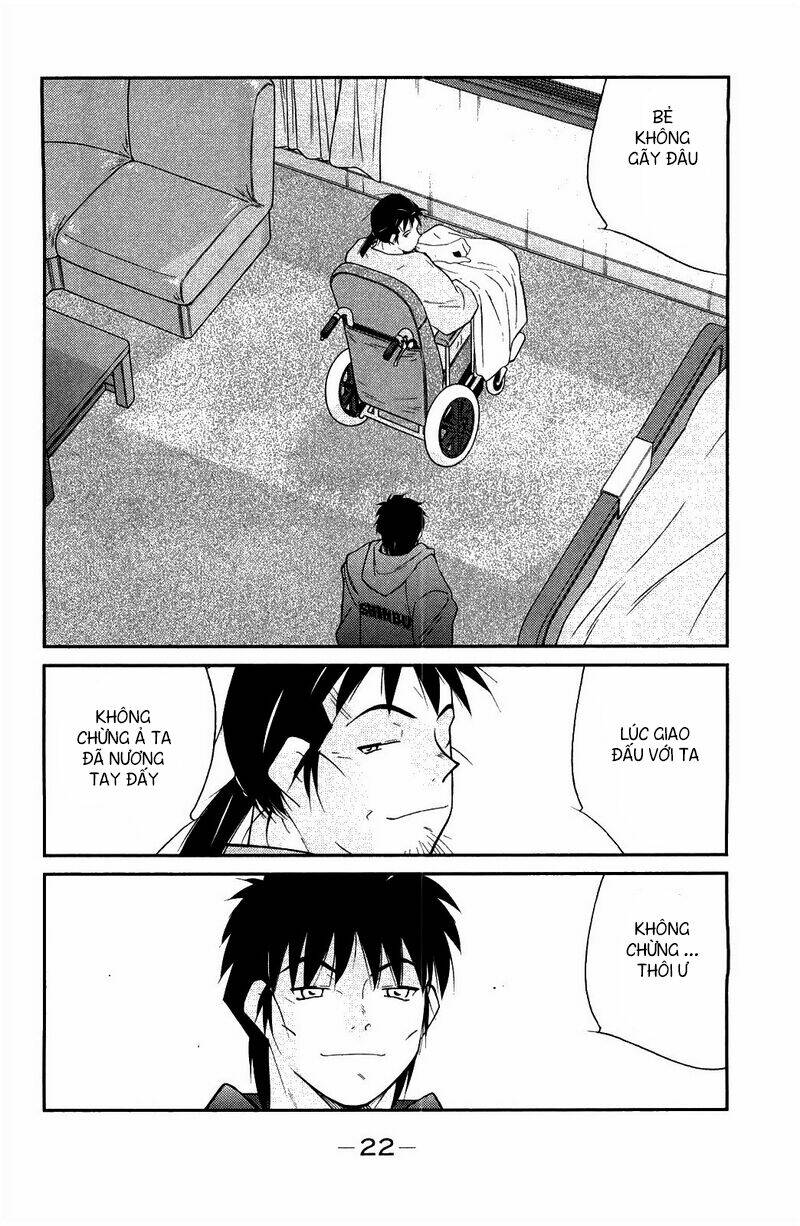 BẺ
KHÔNG
GÃY ĐÂU
LÚC GIAO
ĐẤU VỚI TA
KHÔNG
CHỪNG Ả TA
ĐÃ NƯƠNG
TAY ĐẤY
KHÔNG
CHỪNG ...
THÔI Ư
—22—